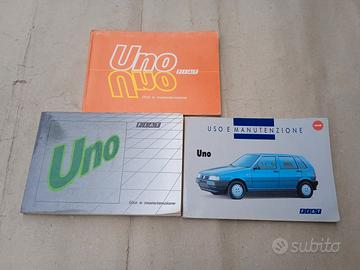 Uno
Uno
FIAT
Uso e manutenzione
FIAT
Uno
Uso e manutenzione
USO E MANUTENZIONE
Uno
FIAT
subito